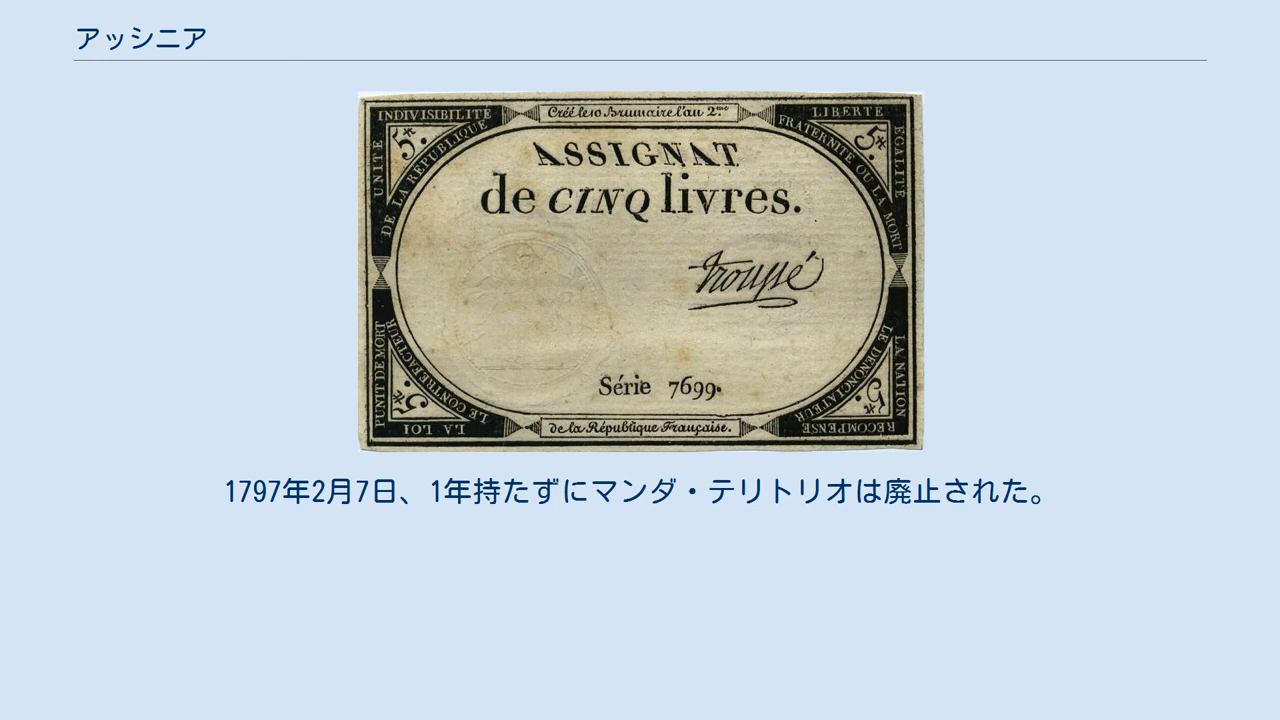 アッシニア
INDIVISIBILITÉ
UNITÉ
DE LA RÉPUBLIQUE
5
Créé le 10 Brumaire l'an 2.me
LIBERTÉ
ÉGALITÉ
FRATERNITÉ OU LA MORT
5
ASSIGNAT
de CINQ livres.
Série 7699.
PUNIT DE MORT
LE CONTREFACTEUR
LA LOI
5
de la République Française.
LA NATION
LE DÉNONCIATEUR
RÉCOMPENSE
5
1797年2月7日、1年持たずにマンダ・テリトリオは廃止された。